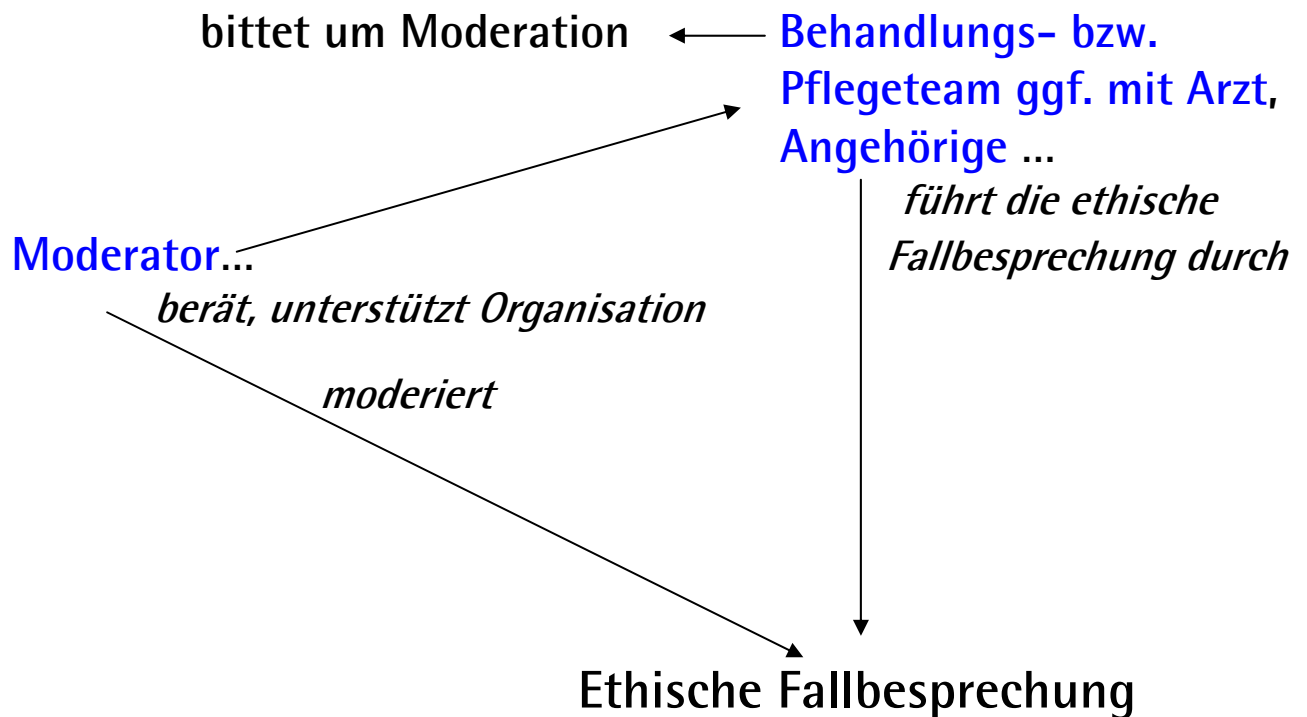 bittet um Moderation
Behandlungs- bzw.
Pflegeteam ggf. mit Arzt,
Angehörige ...
führt die ethische
Fallbesprechung durch
Moderator...
berät, unterstützt Organisation
moderiert
Ethische Fallbesprechung